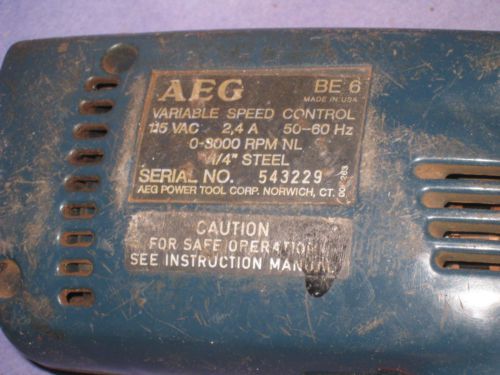 AEG BE 6
MADE IN USA
VARIABLE SPEED CONTROL
115 VAC 2,4 A 50-60 Hz
0-3000 RPM NL
1/4" STEEL
SERIAL NO. 543229
AEG POWER TOOL CORP. NORWICH, CT.
CAUTION
FOR SAFE OPERATION
SEE INSTRUCTION MANUAL